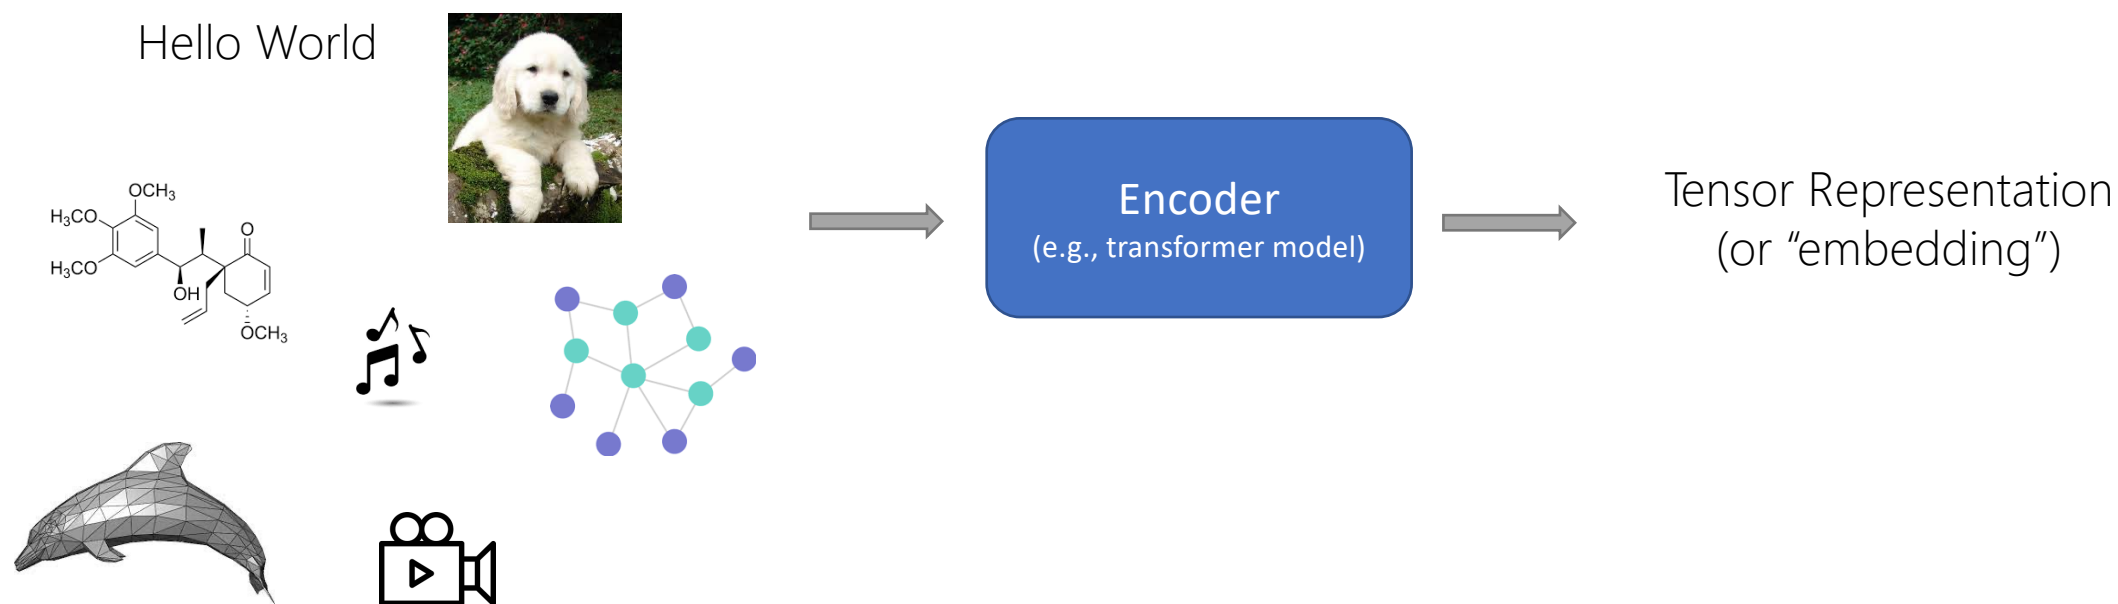 Hello World
OCH₃
H₃CO
H₃CO
O
OH
OCH₃
Encoder
(e.g., transformer model)
Tensor Representation
(or “embedding”)